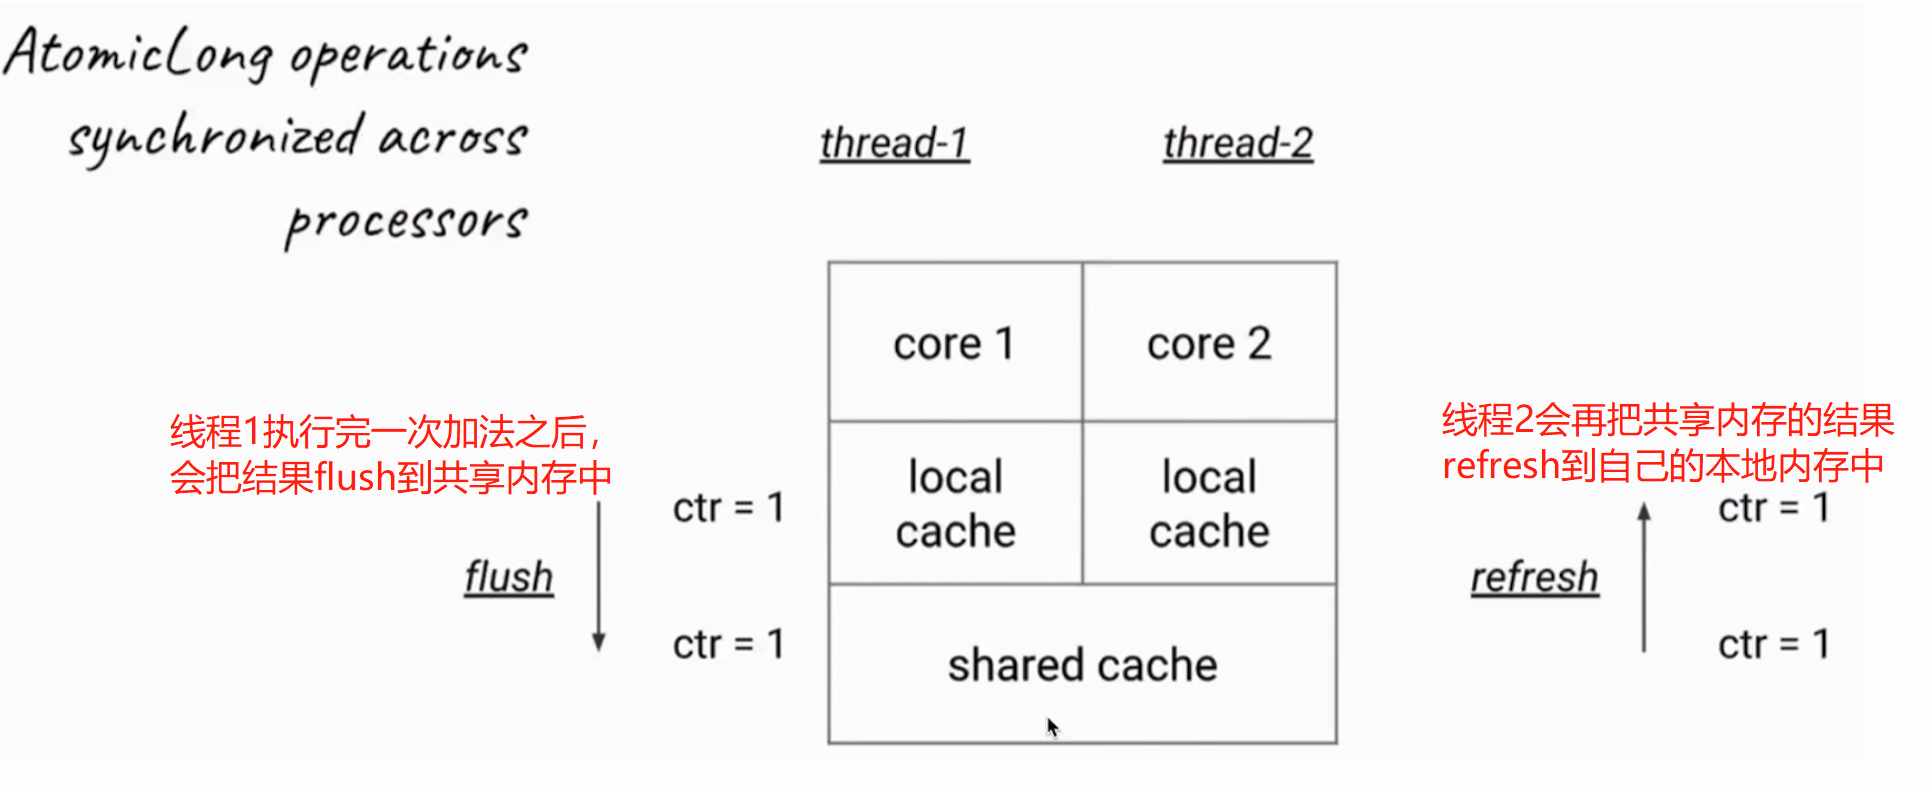 AtomicLong operations
synchronized across
processors
thread-1
thread-2
core 1
core 2
线程1执行完一次加法之后，
会把结果flush到共享内存中
ctr = 1
flush
ctr = 1
local
cache
local
cache
shared cache
线程2会再把共享内存的结果
refresh到自己的本地内存中
ctr = 1
refresh
ctr = 1